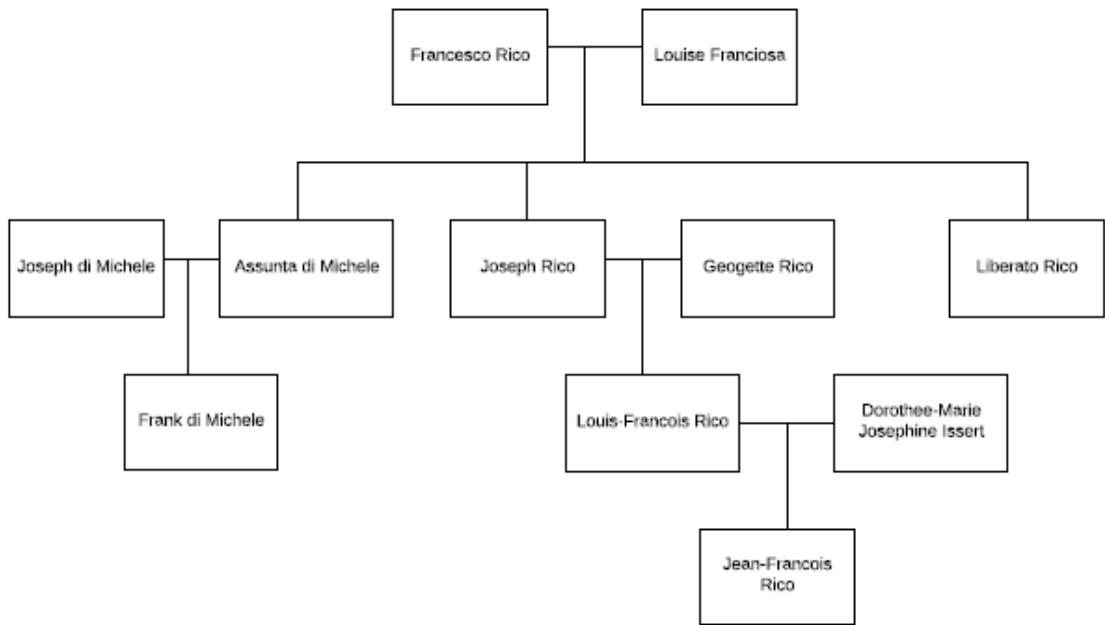 Francesco Rico
Louise Franciosa
Joseph di Michele
Assunta di Michele
Joseph Rico
Geogette Rico
Liberato Rico
Frank di Michele
Louis-Francois Rico
Dorothee-Marie
Josephine Issert
Jean-Francois
Rico